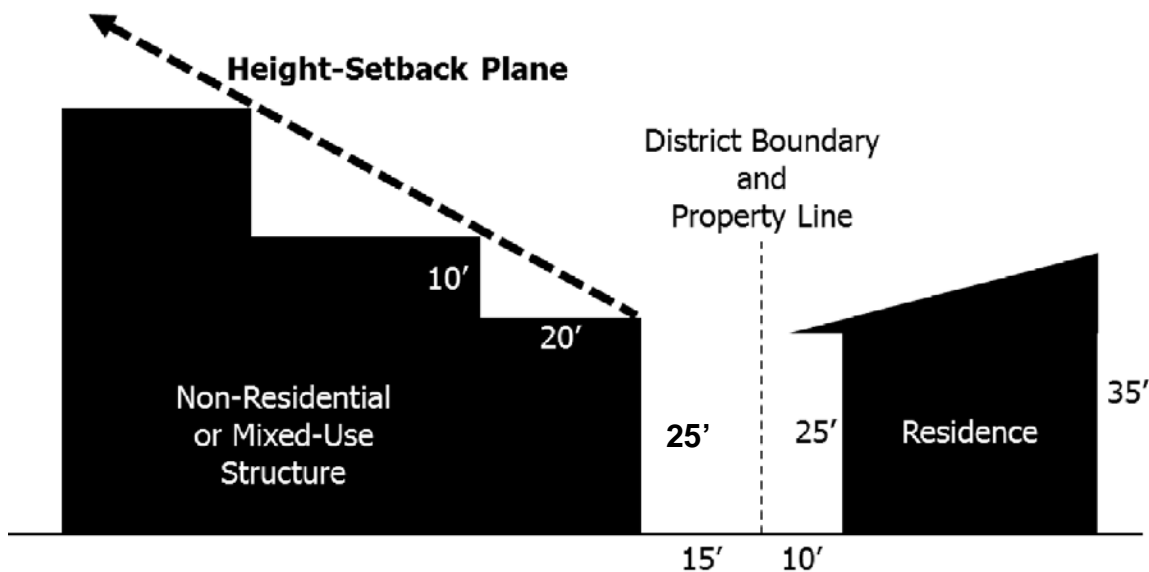 Height-Setback Plane
District Boundary
and
Property Line
10′
20′
Non-Residential
or Mixed-Use
Structure
25’
25′
Residence
35′
15′
10′